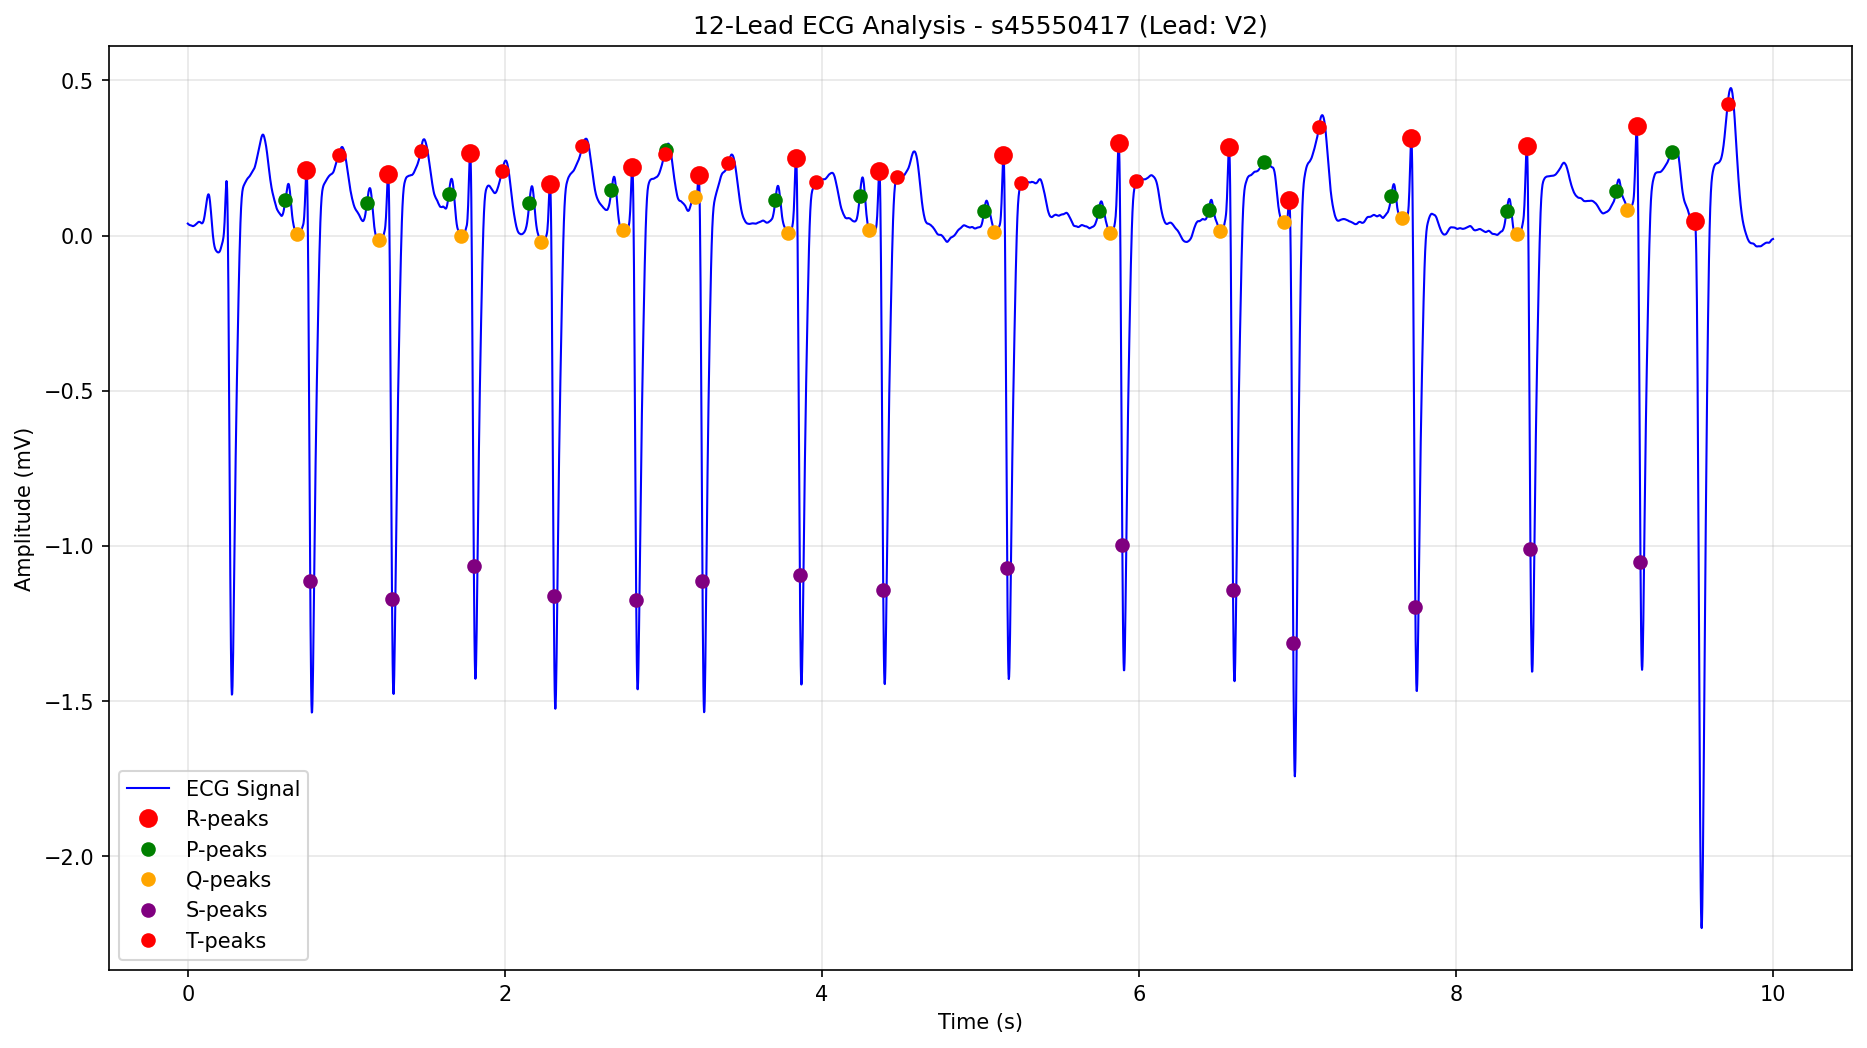 12-Lead ECG Analysis - s45550417 (Lead: V2)
0.5
0.0
−0.5
−1.0
−1.5
−2.0
Amplitude (mV)
ECG Signal
R-peaks
P-peaks
Q-peaks
S-peaks
T-peaks
0
2
4
6
8
10
Time (s)